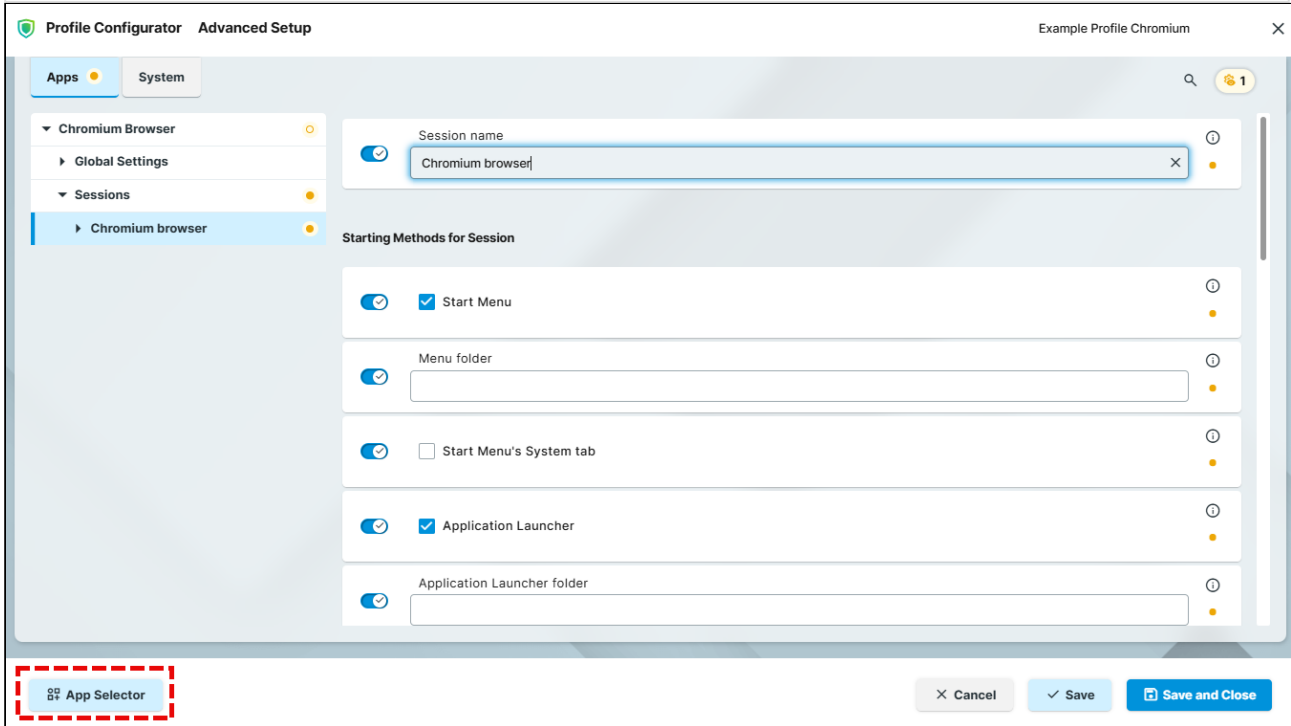 Profile Configurator Advanced Setup Example Profile Chromium
Apps System 1
Chromium Browser
Global Settings
Sessions
Chromium browser
Session name
Chromium browser
Starting Methods for Session
Start Menu
Menu folder
Start Menu's System tab
Application Launcher
Application Launcher folder
App Selector Cancel Save Save and Close